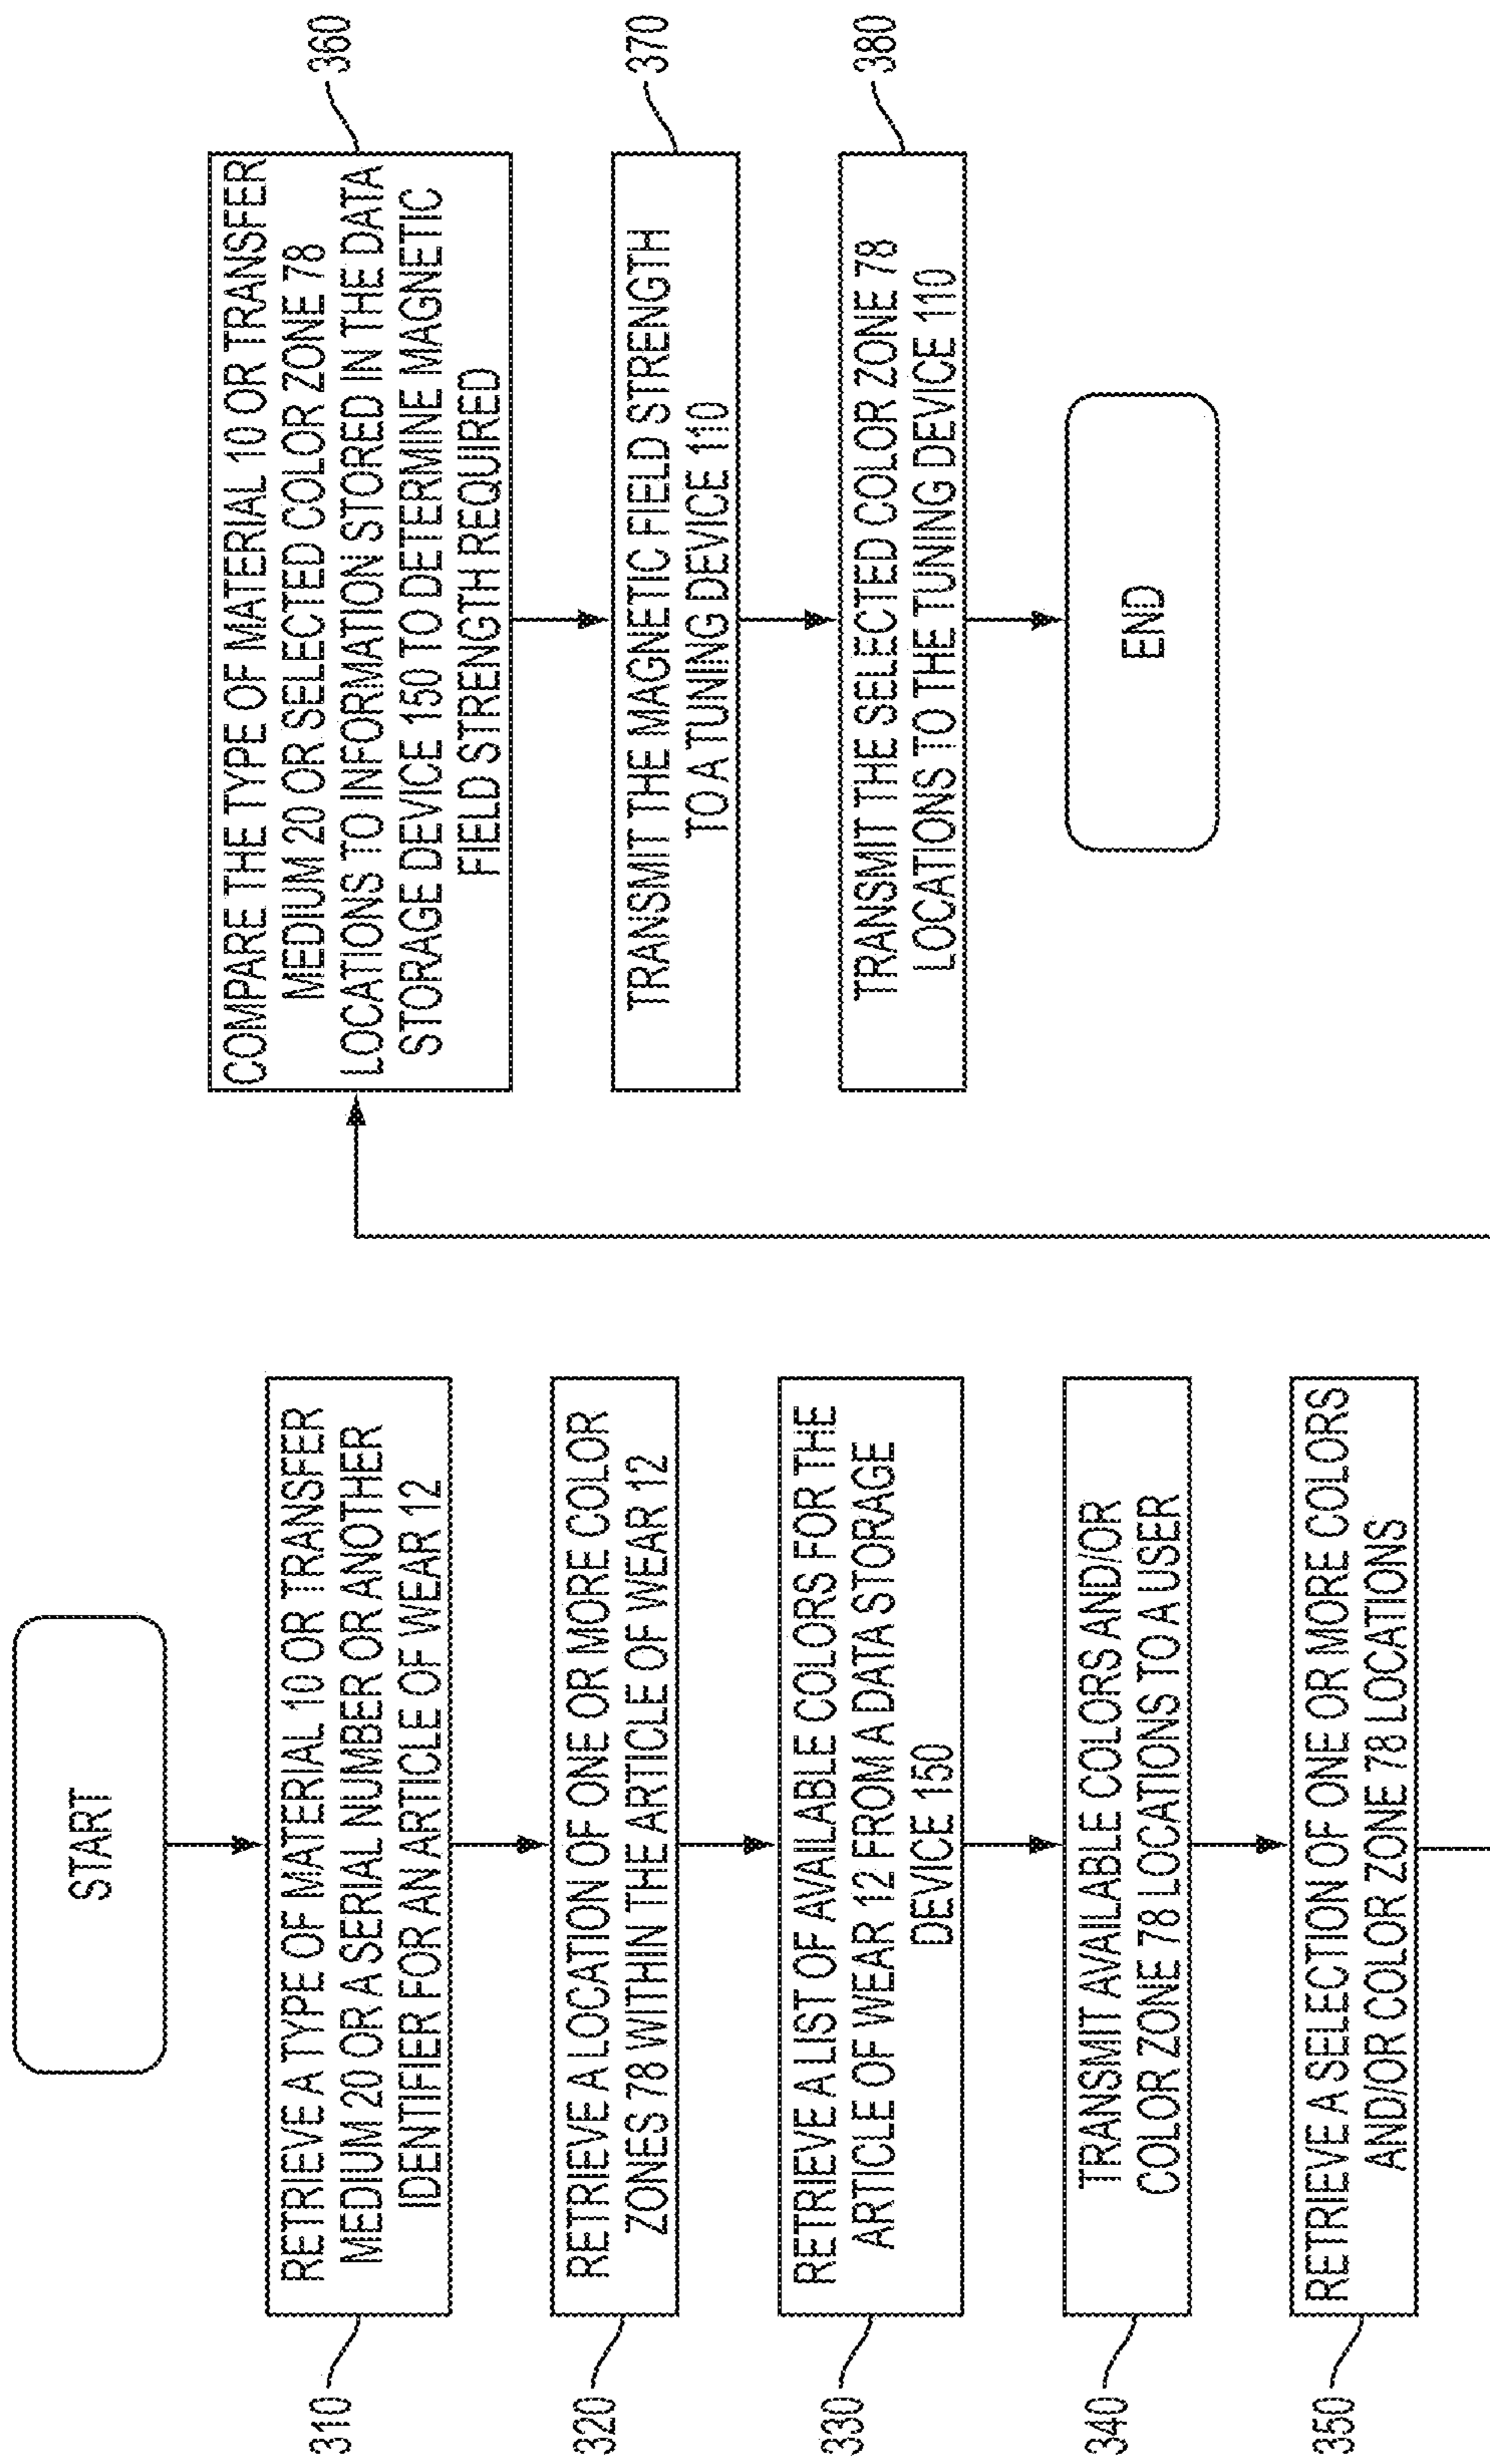 START
310
RETRIEVE A TYPE OF MATERIAL 10 OR TRANSFER
MEDIUM 20 OR A SERIAL NUMBER OR ANOTHER
IDENTIFIER FOR AN ARTICLE OF WEAR 12
320
RETRIEVE A LOCATION OF ONE OR MORE COLOR
ZONES 78 WITHIN THE ARTICLE OF WEAR 12
330
RETRIEVE A LIST OF AVAILABLE COLORS FOR THE
ARTICLE OF WEAR 12 FROM A DATA STORAGE
DEVICE 150
340
TRANSMIT AVAILABLE COLORS AND/OR
COLOR ZONE 78 LOCATIONS TO A USER
350
RETRIEVE A SELECTION OF ONE OR MORE COLORS
AND/OR COLOR ZONE 78 LOCATIONS
COMPARE THE TYPE OF MATERIAL 10 OR TRANSFER
MEDIUM 20 OR SELECTED COLOR ZONE 78
LOCATIONS TO INFORMATION STORED IN THE DATA
STORAGE DEVICE 150 TO DETERMINE MAGNETIC
FIELD STRENGTH REQUIRED
360
TRANSMIT THE MAGNETIC FIELD STRENGTH
TO A TUNING DEVICE 110
370
TRANSMIT THE SELECTED COLOR ZONE 78
LOCATIONS TO THE TUNING DEVICE 110
380
END